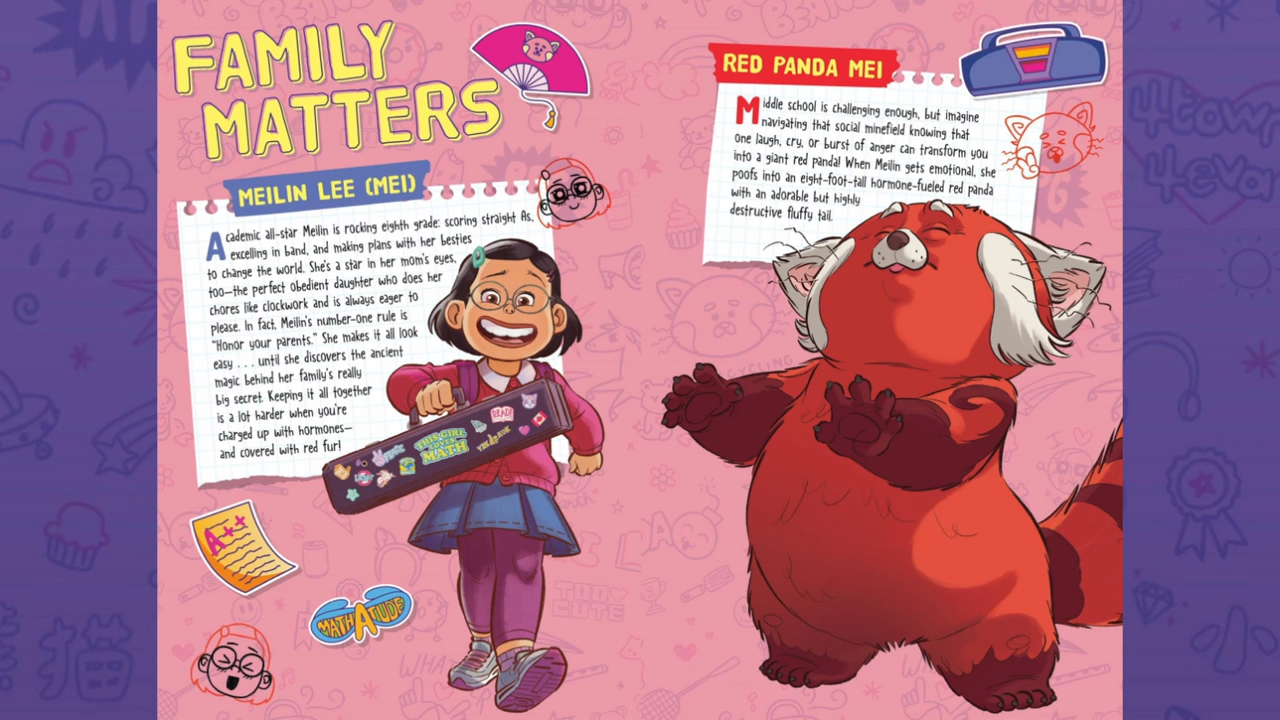 FAMILY
MATTERS
MEILIN LEE (MEI)
Academic all-star Meilin is rocking eighth grade: scoring straight As,
excelling in band, and making plans with her besties
to change the world. She's a star in her mom's eyes,
too—the perfect obedient daughter who does her
chores like clockwork and is always eager to
please. In fact, Meilin's number-one rule is
"Honor your parents." She makes it all look
easy . . . until she discovers the ancient
magic behind her family's really
big secret. Keeping it all together
is a lot harder when you're
charged up with hormones—
and covered with red fur!
THIS GIRL
LOVES
MATH
READ!
A++
MATHATUDE
RED PANDA MEI
Middle school is challenging enough, but imagine
navigating that social minefield knowing that
one laugh, cry, or burst of anger can transform you
into a giant red panda! When Meilin gets emotional, she
poofs into an eight-foot-tall hormone-fueled red panda
with an adorable but highly
destructive fluffy tail.
TOO
CUTE
4town
4eva
猫